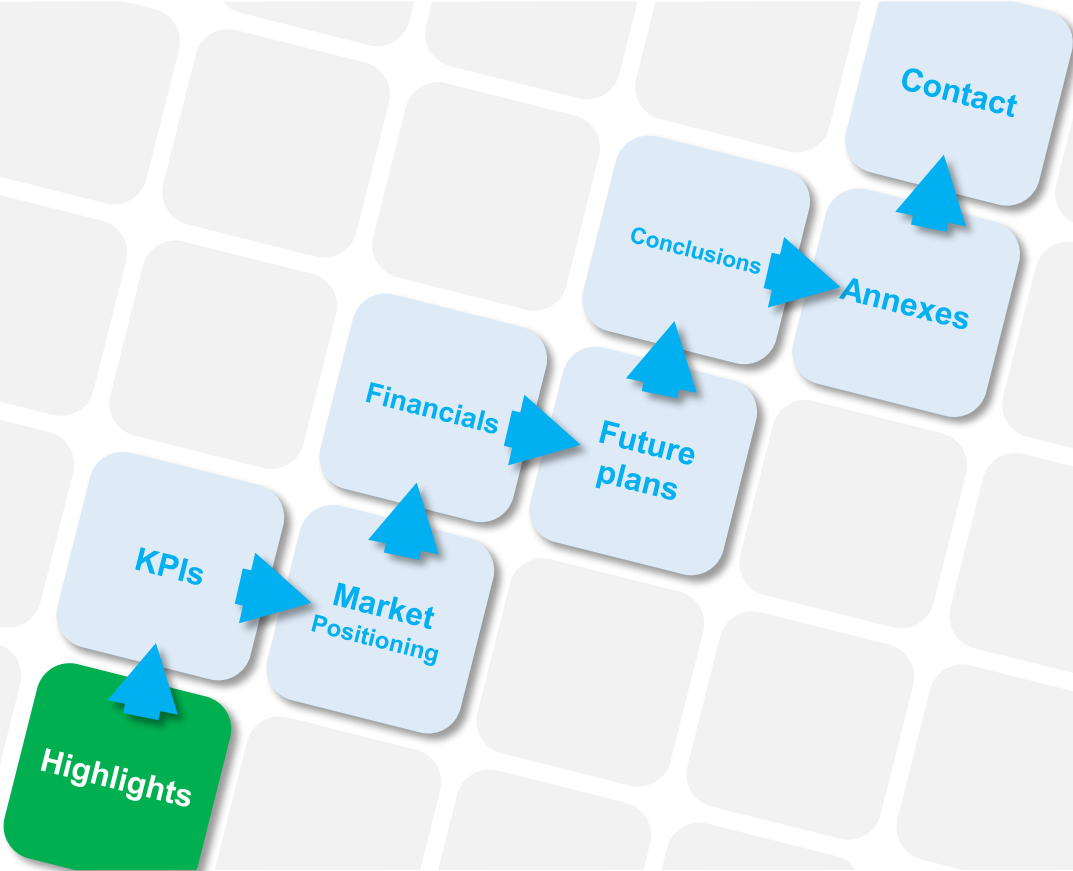 Highlights
KPIs
Market
Positioning
Financials
Future
plans
Conclusions
Annexes
Contact